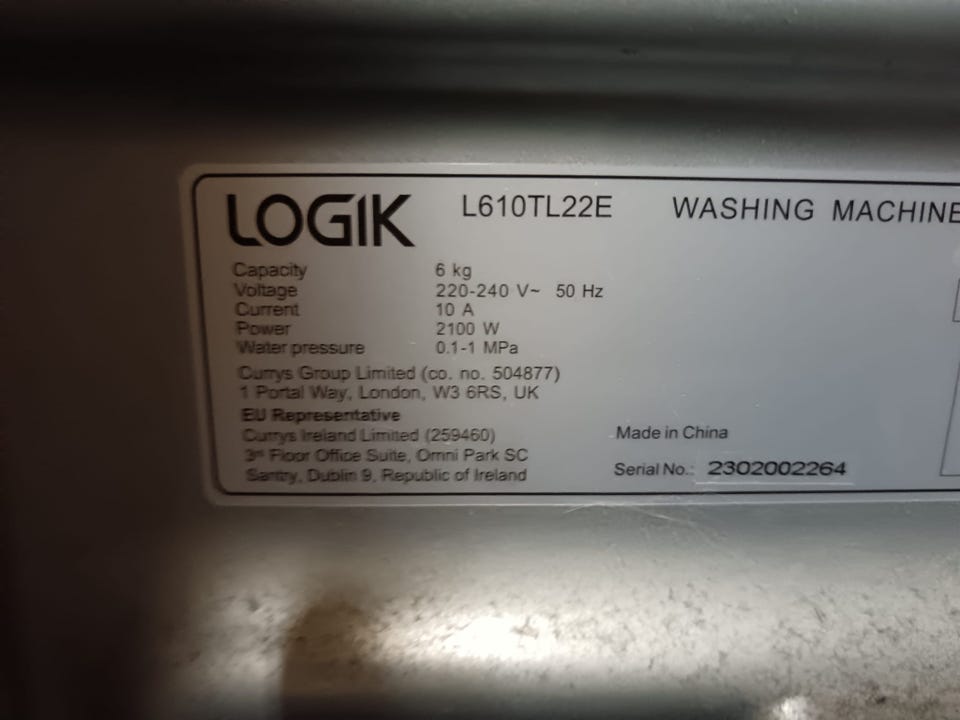 LOGIK L610TL22E WASHING MACHINE
Capacity 6 kg
Voltage 220-240 V~ 50 Hz
Current 10 A
Power 2100 W
Water pressure 0.1-1 MPa
Currys Group Limited (co. no. 504877)
1 Portal Way, London, W3 6RS, UK
EU Representative
Currys Ireland Limited (259460)
3rd Floor Office Suite, Omni Park SC
Santry, Dublin 9, Republic of Ireland
Made in China
Serial No.: 2302002264